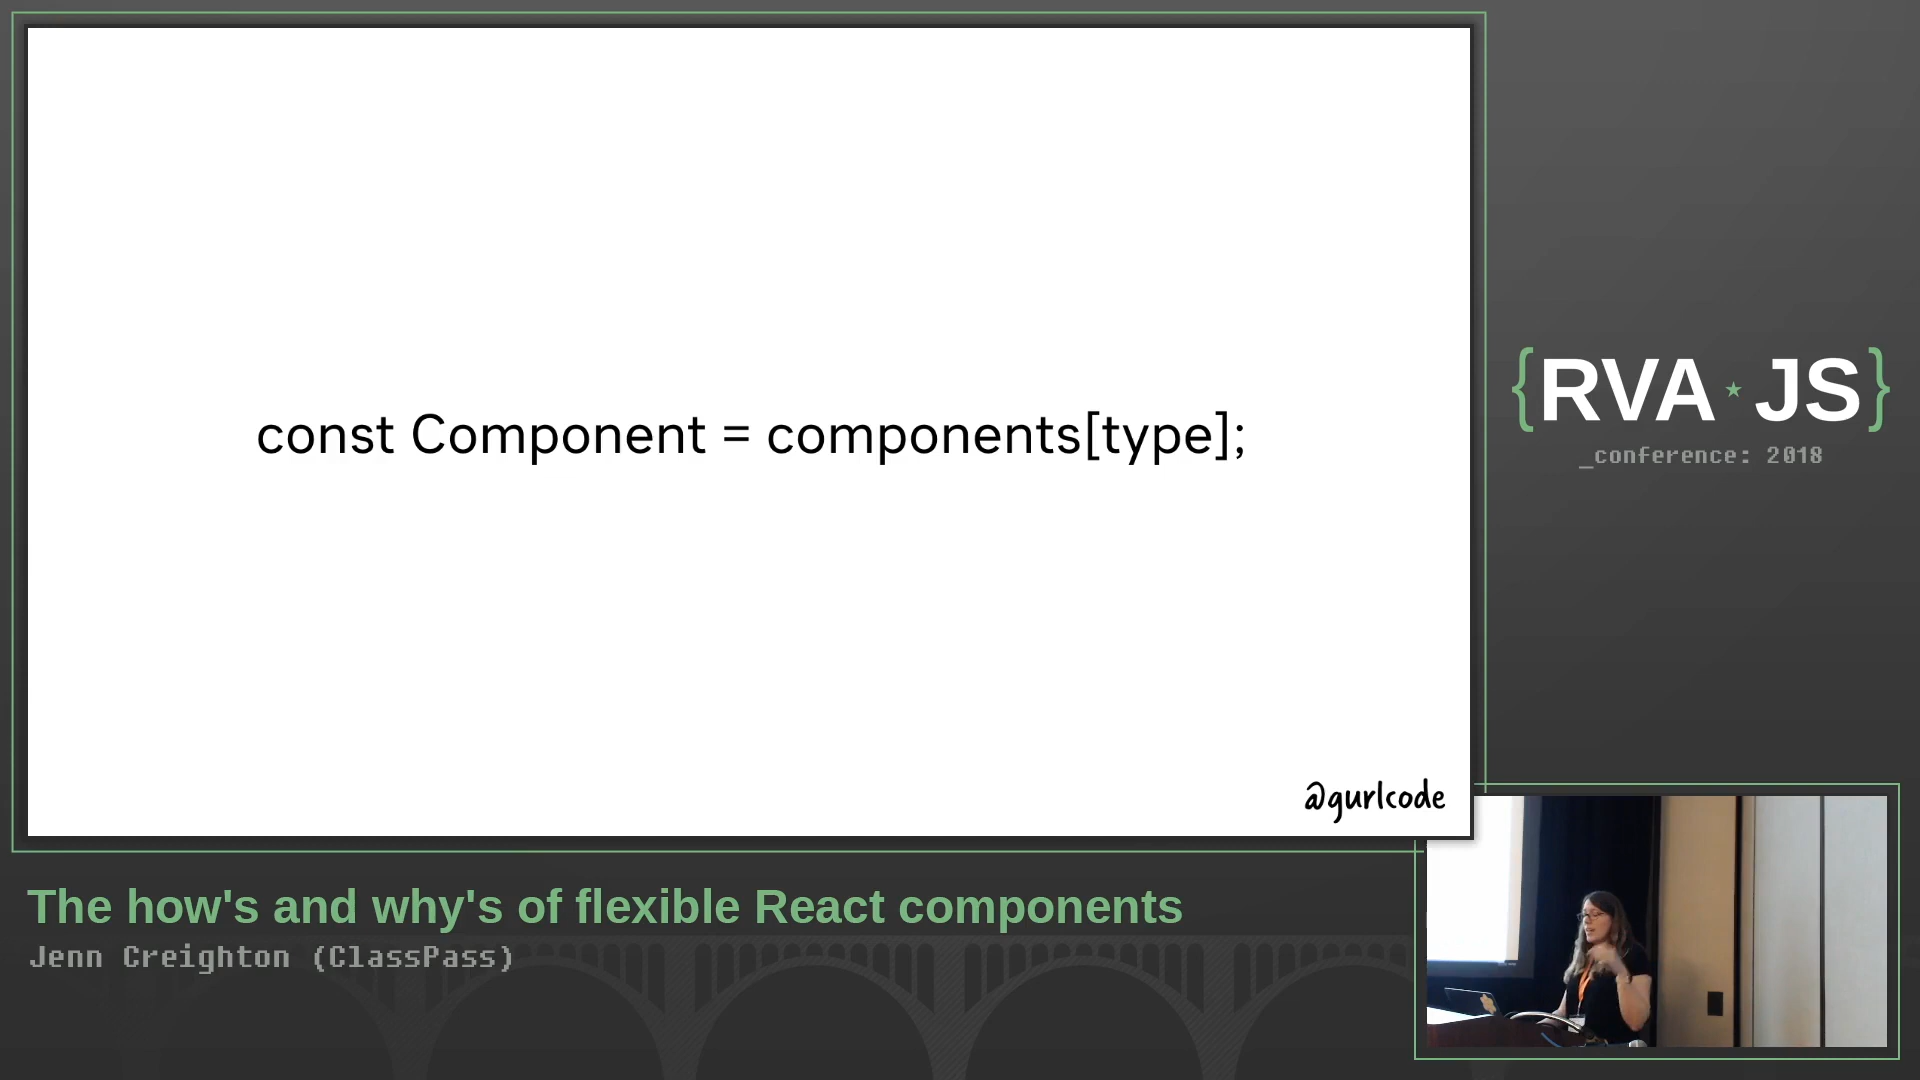 const Component = components[type];
@gurlcode
{RVA★JS}
_conference: 2018
The how's and why's of flexible React components
Jenn Creighton (ClassPass)